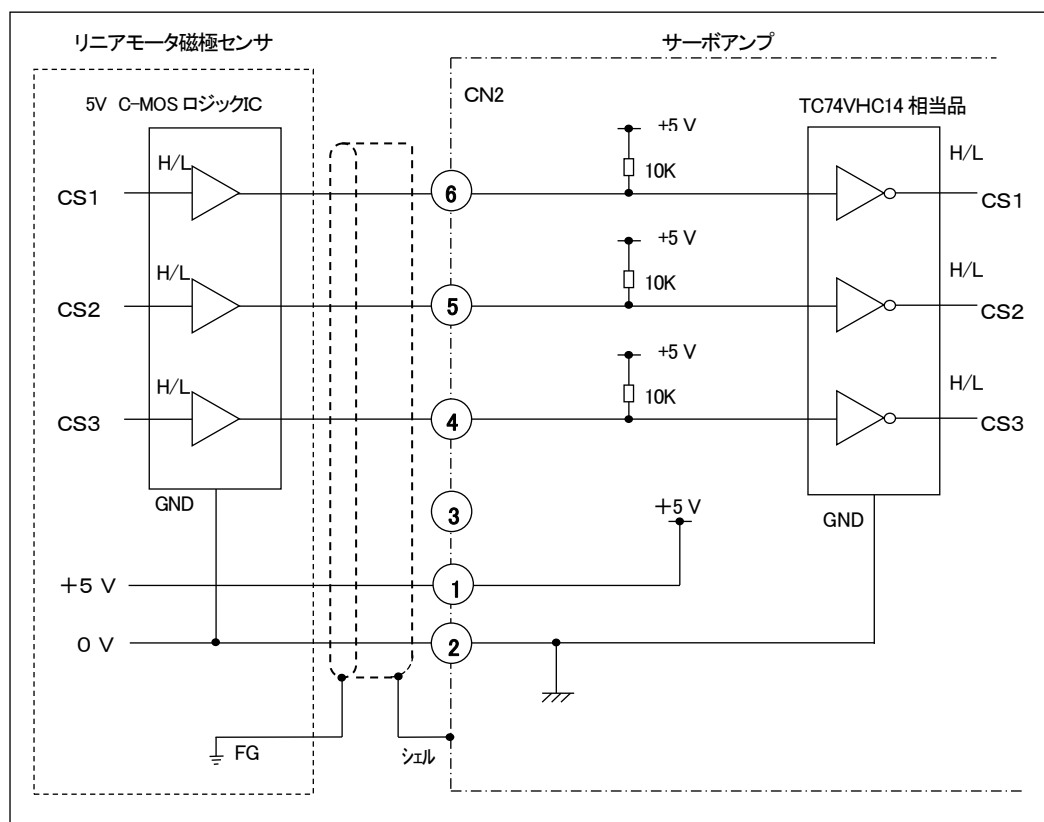 リニアモータ磁極センサ
サーボアンプ
5V C-MOS ロジックIC
CN2
TC74VHC14 相当品
+5 V
H/L
H/L
10K
CS1
6
CS1
+5 V
H/L
H/L
10K
CS2
5
CS2
+5 V
H/L
H/L
10K
CS3
4
CS3
GND
3
+5 V
GND
+5 V
1
0 V
2
FG
シェル